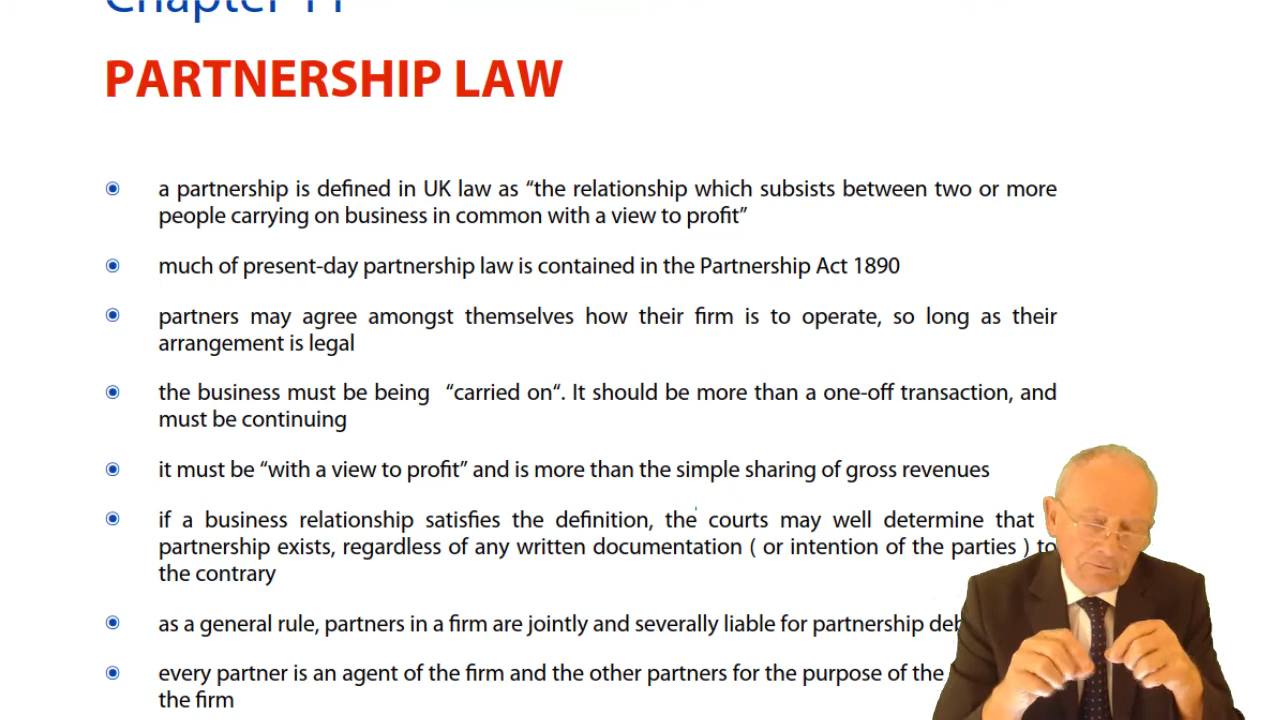 Chapter 11
PARTNERSHIP LAW
a partnership is defined in UK law as “the relationship which subsists between two or more
people carrying on business in common with a view to profit”
much of present-day partnership law is contained in the Partnership Act 1890
partners may agree amongst themselves how their firm is to operate, so long as their
arrangement is legal
the business must be being “carried on“. It should be more than a one-off transaction, and
must be continuing
it must be “with a view to profit” and is more than the simple sharing of gross revenues
if a business relationship satisfies the definition, the courts may well determine that
partnership exists, regardless of any written documentation ( or intention of the parties ) to
the contrary
as a general rule, partners in a firm are jointly and severally liable for partnership
every partner is an agent of the firm and the other partners for the purpose of the
the firm